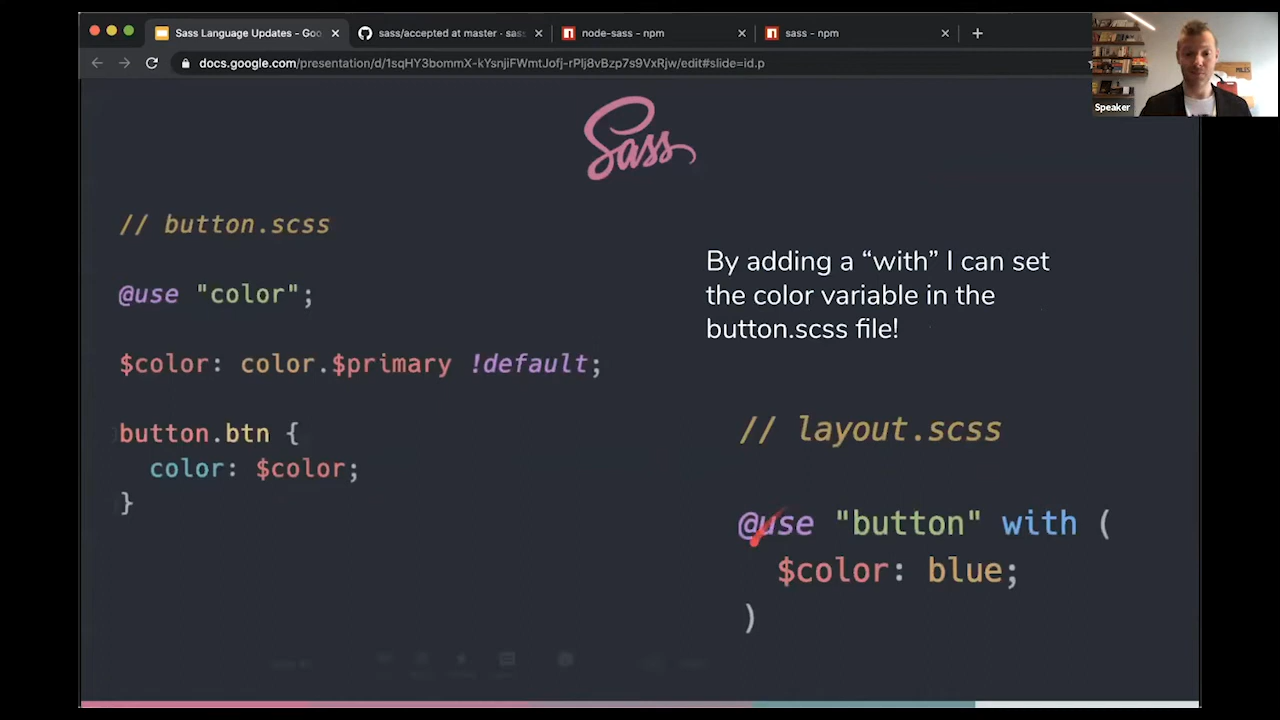 Sass Language Updates - Goo
sass/accepted at master · sass
node-sass - npm
sass - npm
docs.google.com/presentation/d/1sqHY3bommX-kYsnjiFWmtJofj-rPlj8vBzp7s9VxRjw/edit#slide=id.p
Speaker
Sass
// button.scss
@use "color";
$color: color.$primary !default;
button.btn {
color: $color;
}
By adding a “with” I can set
the color variable in the
button.scss file!
// layout.scss
@use "button" with (
$color: blue;
)